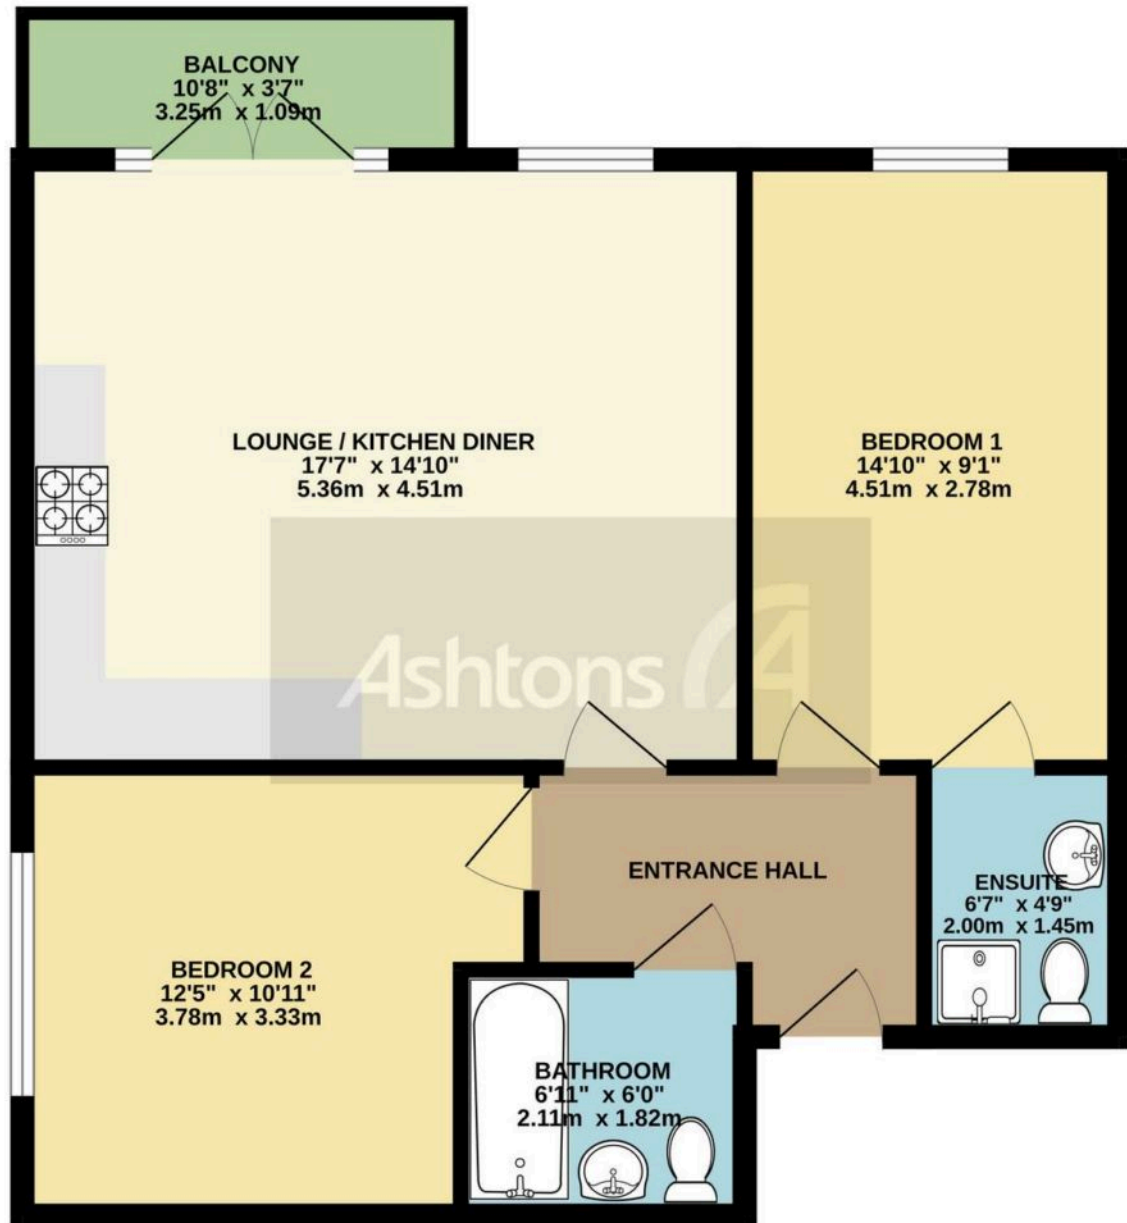 BALCONY
10'8" x 3'7"
3.25m x 1.09m
LOUNGE / KITCHEN DINER
17'7" x 14'10"
5.36m x 4.51m
BEDROOM 1
14'10" x 9'1"
4.51m x 2.78m
Ashtons
ENTRANCE HALL
ENSUITE
6'7" x 4'9"
2.00m x 1.45m
BEDROOM 2
12'5" x 10'11"
3.78m x 3.33m
BATHROOM
6'11" x 6'0"
2.11m x 1.82m